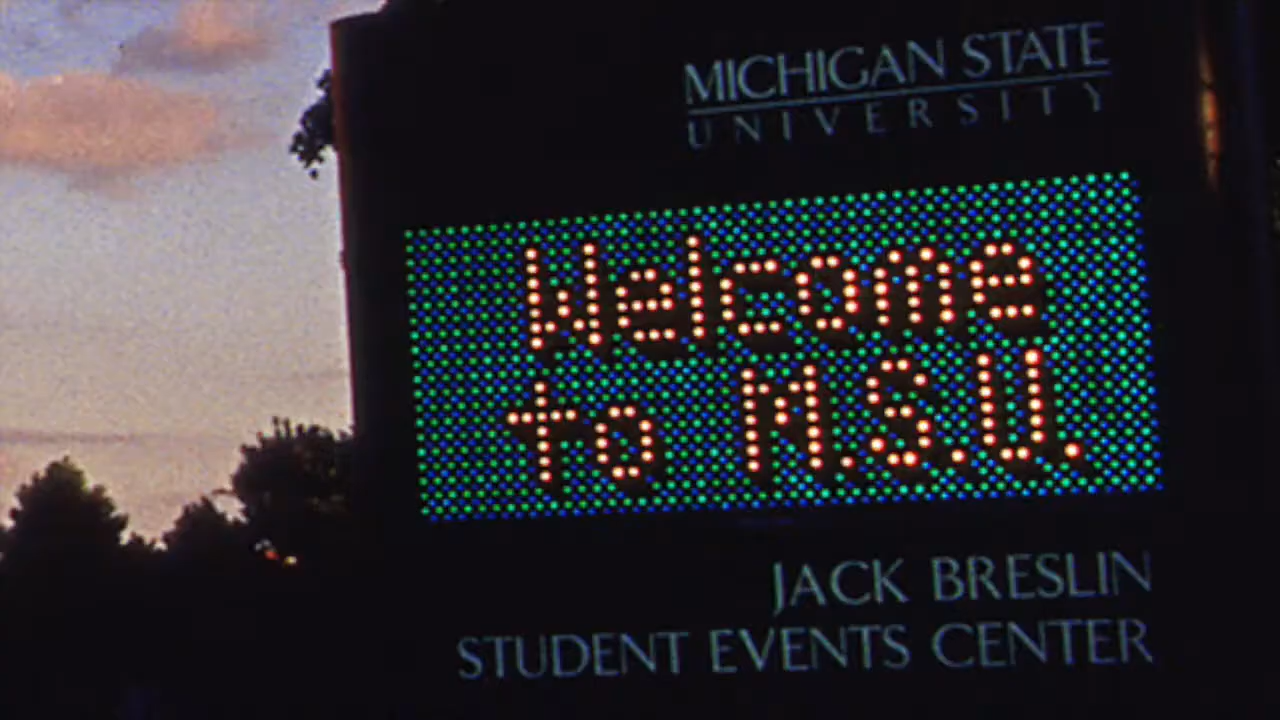 MICHIGAN STATE
UNIVERSITY
Welcome
to M.S.U.
JACK BRESLIN
STUDENT EVENTS CENTER